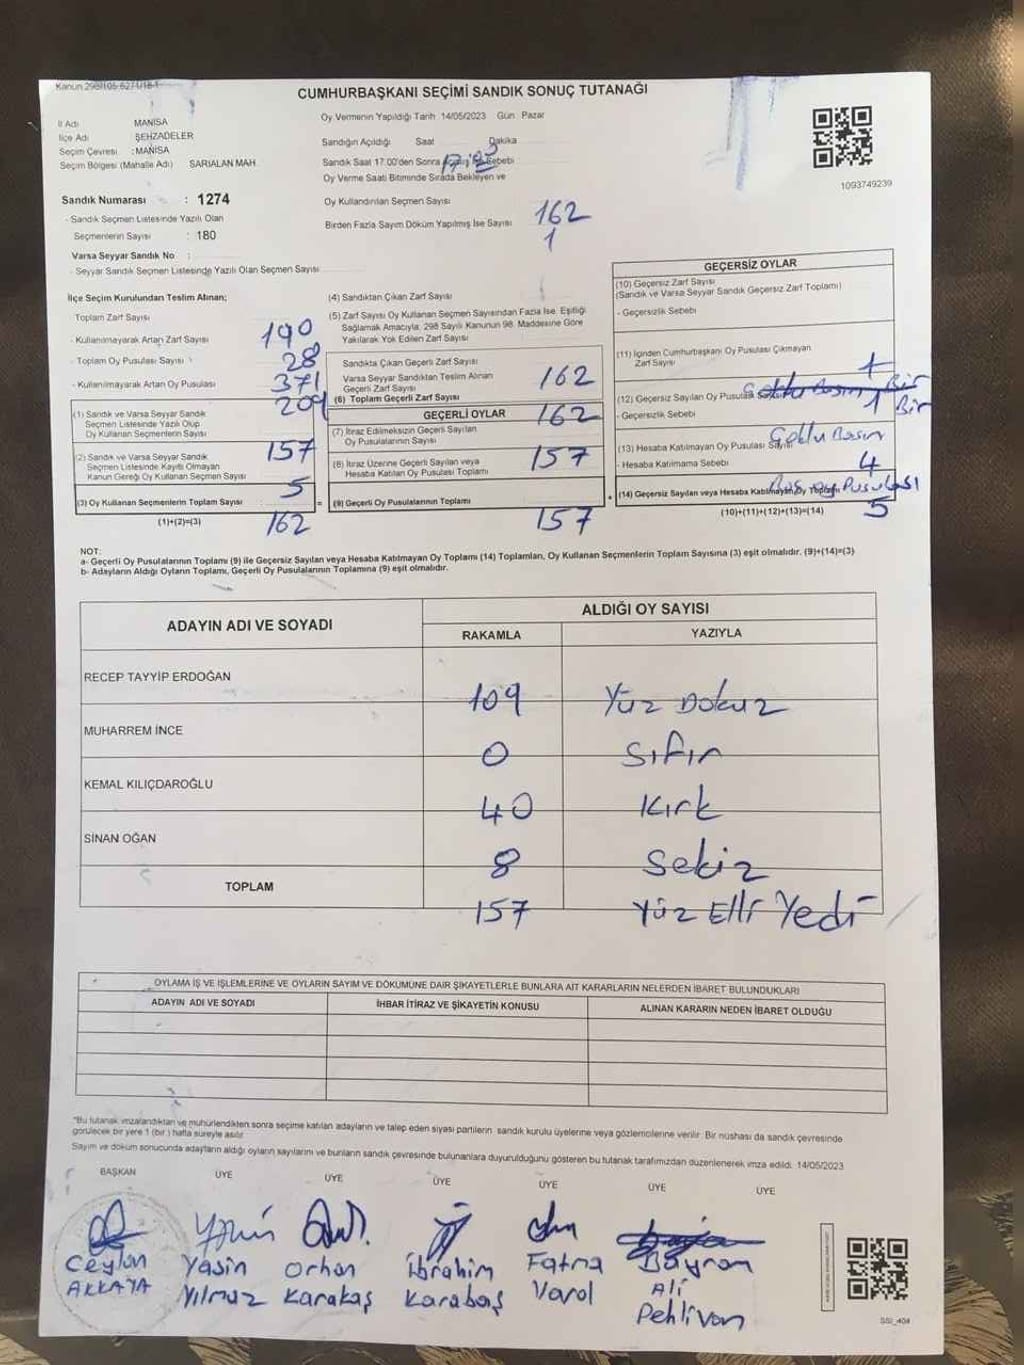 Kanun 298/105-6271/18-1
CUMHURBAŞKANI SEÇİMİ SANDIK SONUÇ TUTANAĞI
İl Adı MANİSA
İlçe Adı ŞEHZADELER
Seçim Çevresi : MANİSA
Seçim Bölgesi (Mahalle Adı) SARIALAN MAH.
Sandık Numarası : 1274
- Sandık Seçmen Listesinde Yazılı Olan
Seçmenlerin Sayısı : 180
Varsa Seyyar Sandık No :
- Seyyar Sandık Seçmen Listesinde Yazılı Olan Seçmen Sayısı
Oy Vermenin Yapıldığı Tarih 14/05/2023 Gün Pazar
Sandığın Açıldığı Saat Dakika
Sandık Saat 17.00'den Sonra Sebebi
Oy Verme Saati Bitiminde Sırada Bekleyen ve
Oy Kullandırılan Seçmen Sayısı
162
Birden Fazla Sayım Döküm Yapılmış İse Sayısı
1
1093749239
İlçe Seçim Kurulundan Teslim Alınan;
Toplam Zarf Sayısı
190
- Kullanılmayarak Artan Zarf Sayısı
28
- Toplam Oy Pusulası Sayısı
371
- Kullanılmayarak Artan Oy Pusulası
209
(1) Sandık ve Varsa Seyyar Sandık
Seçmen Listesinde Yazılı Olup
Oy Kullanan Seçmenlerin Sayısı
157
(2) Sandık ve Varsa Seyyar Sandık
Seçmen Listesinde Kayıtlı Olmayan
Kanun Gereği Oy Kullanan Seçmen Sayısı
5
(3) Oy Kullanan Seçmenlerin Toplam Sayısı =
(1)+(2)=(3)
162
(4) Sandıktan Çıkan Zarf Sayısı
(5) Zarf Sayısı Oy Kullanan Seçmen Sayısından Fazla İse, Eşitliği
Sağlamak Amacıyla, 298 Sayılı Kanunun 98. Maddesine Göre
Yakılarak Yok Edilen Zarf Sayısı
Sandıkta Çıkan Geçerli Zarf Sayısı
162
Varsa Seyyar Sandıktan Teslim Alınan
Geçerli Zarf Sayısı
(6) Toplam Geçerli Zarf Sayısı
162
GEÇERLİ OYLAR
(7) İtiraz Edilmeksizin Geçerli Sayılan
Oy Pusulalarının Sayısı
157
(8) İtiraz Üzerine Geçerli Sayılan veya
Hesaba Katılan Oy Pusulalarının Toplamı
(9) Geçerli Oy Pusulalarının Toplamı +
157
GEÇERSİZ OYLAR
(10) Geçersiz Zarf Sayısı
(Sandık ve Varsa Seyyar Sandık Geçersiz Zarf Toplamı)
- Geçersizlik Sebebi
(11) İçinden Cumhurbaşkanı Oy Pusulası Çıkmayan
Zarf Sayısı
1
(12) Geçersiz Sayılan Oy Pusulası Bir
1 Bir
- Geçersizlik Sebebi
(13) Hesaba Katılmayan Oy Pusulası Sayısı
4
- Hesaba Katılmama Sebebi
Boş oy Pusulası
(14) Geçersiz Sayılan veya Hesaba Katılmayan Oy Toplamı
5
(10)+(11)+(12)+(13)=(14)
NOT:
a- Geçerli Oy Pusulalarının Toplamı (9) ile Geçersiz Sayılan veya Hesaba Katılmayan Oy Toplamı (14) Toplamları, Oy Kullanan Seçmenlerin Toplam Sayısına (3) eşit olmalıdır. (9)+(14)=(3)
b- Adayların Aldığı Oyların Toplamı, Geçerli Oy Pusulalarının Toplamına (9) eşit olmalıdır.
ADAYIN ADI VE SOYADI ALDIĞI OY SAYISI
RAKAMLA YAZIYLA
RECEP TAYYİP ERDOĞAN
109 Yüz Dokuz
MUHARREM İNCE
0 Sıfır
KEMAL KILIÇDAROĞLU
40 Kırk
SİNAN OĞAN
8 Sekiz
TOPLAM
157 Yüz Elli Yedi
OYLAMA İŞ VE İŞLEMLERİNE VE OYLARIN SAYIM VE DÖKÜMÜNE DAİR ŞİKAYETLERLE BUNLARA AİT KARARLARIN NELERDEN İBARET BULUNDUKLARI
ADAYIN ADI VE SOYADI İHBAR İTİRAZ VE ŞİKAYETİN KONUSU ALINAN KARARIN NEDEN İBARET OLDUĞU
*Bu tutanak imzalandıktan ve mühürlendikten sonra seçime katılan adayların ve talep eden siyasi partilerin sandık kurulu üyelerine veya gözlemcilerine verilir. Bir nüshası da sandık çevresinde
görülecek bir yere 1 (bir) hafta süreyle asılır.
Sayım ve döküm sonucunda adayların aldığı oyların sayılarını ve bunların sandık çevresinde bulunanlara duyurulduğunu gösteren bu tutanak tarafımızdan düzenlenerek imza edildi. 14/05/2023
BAŞKAN ÜYE ÜYE ÜYE ÜYE ÜYE ÜYE
Ceylan Yasin Orhan İbrahim Fatma Bayram
AKKAYA Yılmaz Karakaş Karabaş Varol Ali
Pehlivan
SSI_404